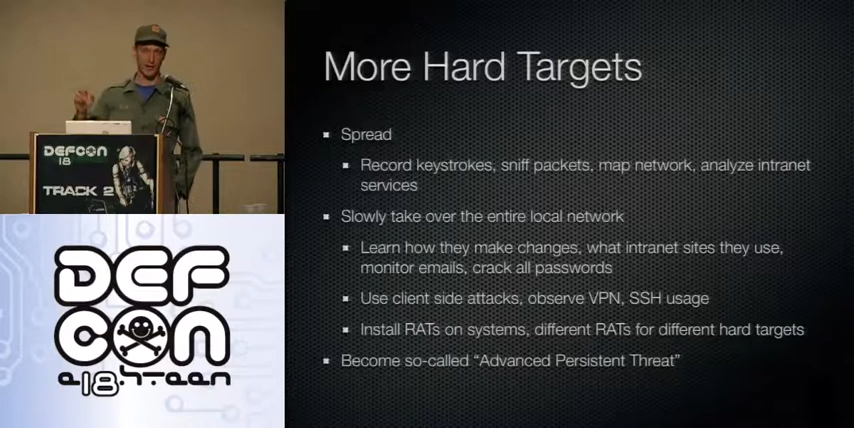 More Hard Targets
Spread
Record keystrokes, sniff packets, map network, analyze intranet
services
Slowly take over the entire local network
Learn how they make changes, what intranet sites they use,
monitor emails, crack all passwords
Use client side attacks, observe VPN, SSH usage
Install RATs on systems, different RATs for different hard targets
Become so-called “Advanced Persistent Threat”
DEFCON
18
TRACK 2
DEF
CON
e18hteen